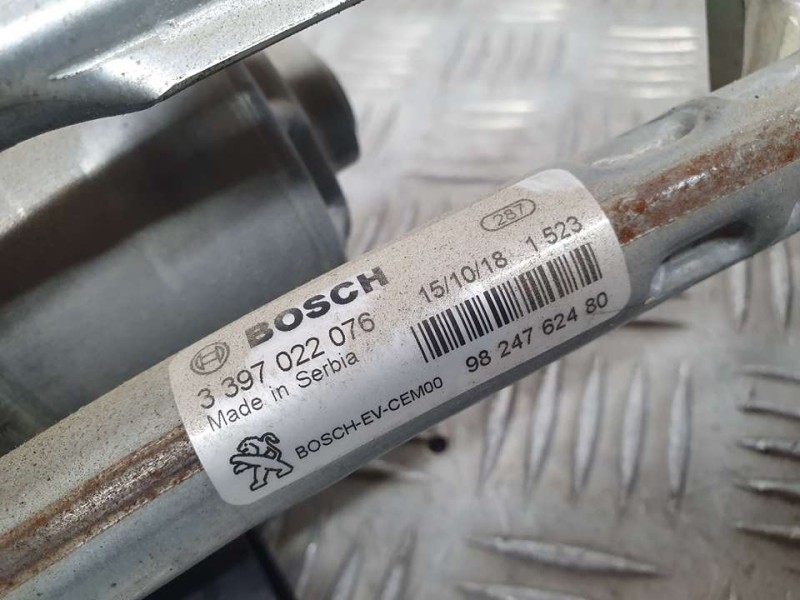 BOSCH
3 397 022 076
Made in Serbia
BOSCH-EV-CEM00
287
15/10/18 1 523
98 247 624 80